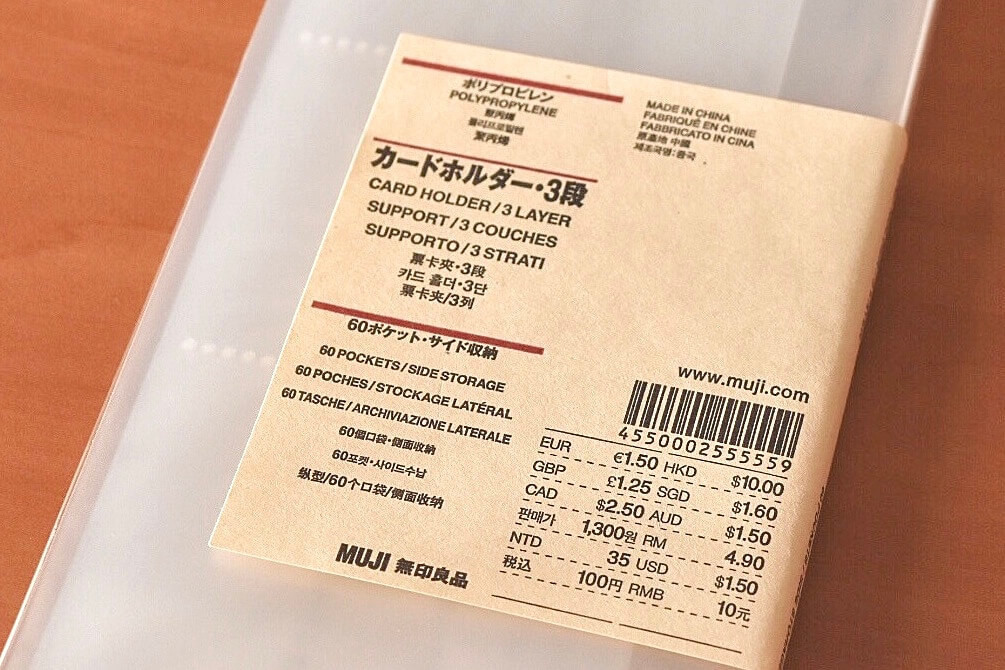 ポリプロピレン
POLYPROPYLENE
聚丙烯
폴리프로필렌
聚丙烯
MADE IN CHINA
FABRIQUÉ EN CHINE
FABBRICATO IN CINA
原產地 中國
제조국명:중국
カードホルダー・3段
CARD HOLDER/3 LAYER
SUPPORT/3 COUCHES
SUPPORTO/3 STRATI
票卡夾・3段
카드 홀더・3단
票卡夹/3列
60ポケット・サイド収納
60 POCKETS/SIDE STORAGE
60 POCHES/STOCKAGE LATÉRAL
60 TASCHE/ARCHIVIAZIONE LATERALE
60個口袋・側面收納
60포켓・사이드수납
纵型/60个口袋/侧面收纳
MUJI 無印良品
www.muji.com
4550002555559
EUR €1.50 HKD $10.00
GBP £1.25 SGD $1.60
CAD $2.50 AUD $1.50
판매가 1,300원 RM 4.90
NTD 35 USD $1.50
税込 100円 RMB 10元